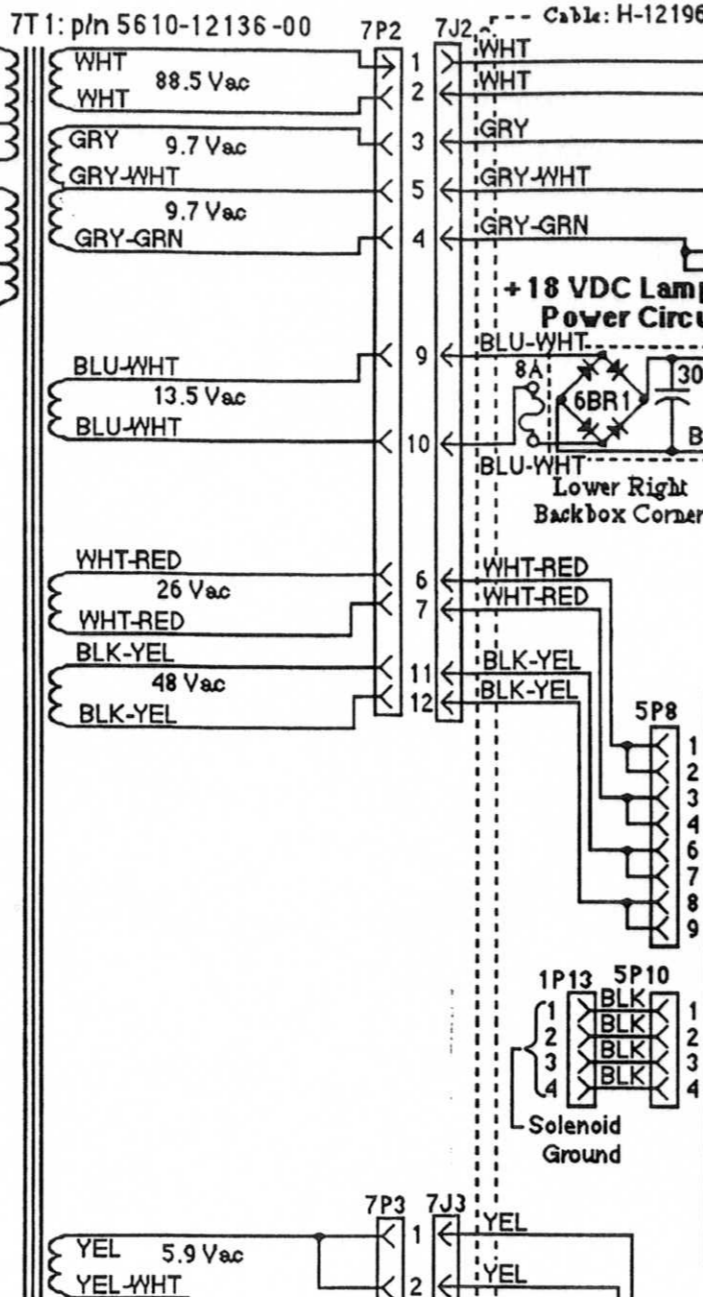 7T1: p/n 5610-12136-00
7P2
7J2
Cable: H-12196
WHT
88.5 Vac
WHT
1
2
WHT
WHT
GRY
9.7 Vac
3
GRY
GRY-WHT
5
GRY-WHT
9.7 Vac
GRY-GRN
4
GRY-GRN
+18 VDC Lamp
Power Circu
BLU-WHT
9
BLU-WHT
8A
6BR1
30
13.5 Vac
BLU-WHT
10
BLU-WHT
B
Lower Right
Backbox Corner
WHT-RED
26 Vac
6
WHT-RED
WHT-RED
7
WHT-RED
BLK-YEL
48 Vac
11
BLK-YEL
BLK-YEL
12
BLK-YEL
5P8
1
2
3
4
6
7
8
9
1P13
5P10
1 BLK 1
2 BLK 2
3 BLK 3
4 BLK 4
Solenoid
Ground
7P3
7J3
YEL
5.9 Vac
1
YEL
YEL-WHT
2
YEL